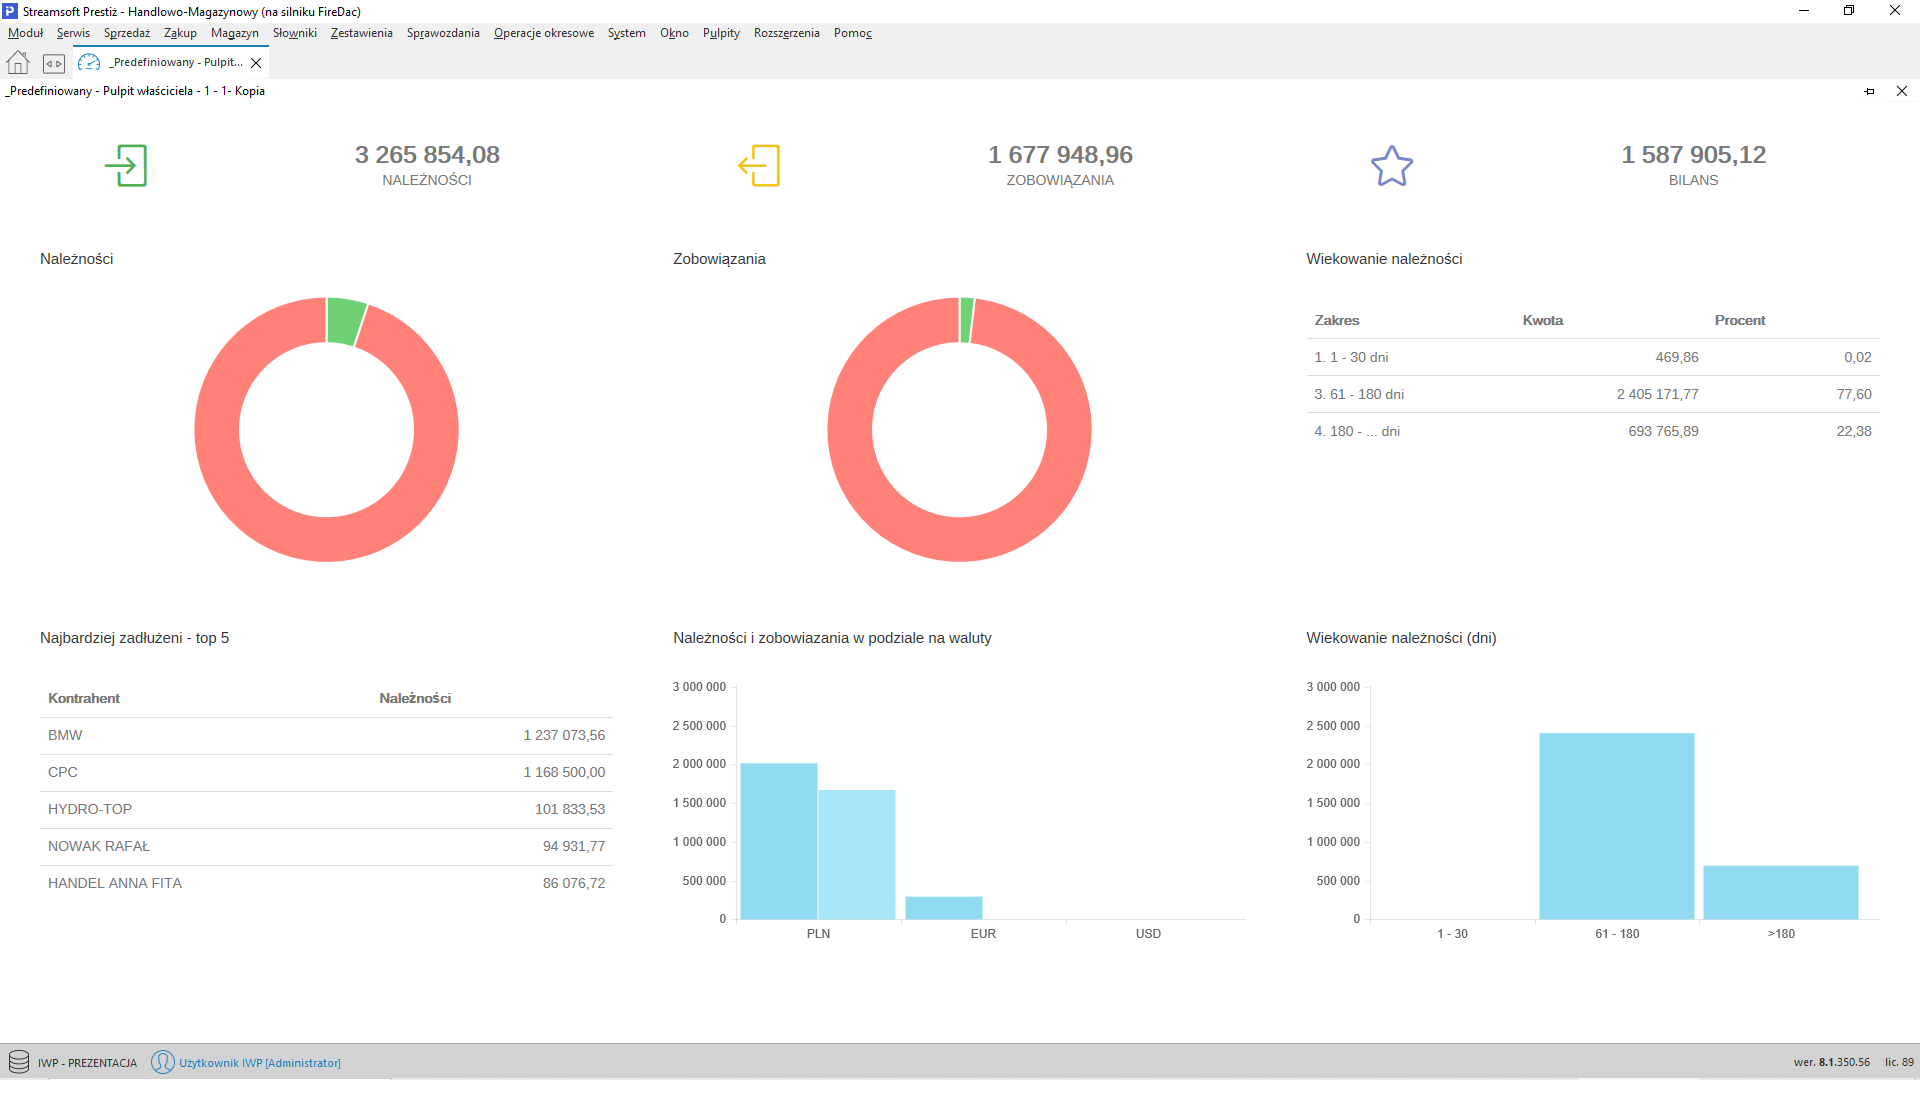 Streamsoft Prestiż - Handlowo-Magazynowy (na silniku FireDac)
Moduł Serwis Sprzedaż Zakup Magazyn Słowniki Zestawienia Sprawozdania Operacje okresowe System Okno Pulpity Rozszerzenia Pomoc
_Predefiniowany - Pulpit...
_Predefiniowany - Pulpit właściciela - 1 - 1- Kopia
3 265 854,08
NALEŻNOŚCI
1 677 948,96
ZOBOWIĄZANIA
1 587 905,12
BILANS
Należności
Zobowiązania
Wiekowanie należności
Zakres Kwota Procent
1. 1 - 30 dni 469,86 0,02
3. 61 - 180 dni 2 405 171,77 77,60
4. 180 - ... dni 693 765,89 22,38
Najbardziej zadłużeni - top 5
Kontrahent Należności
BMW 1 237 073,56
CPC 1 168 500,00
HYDRO-TOP 101 833,53
NOWAK RAFAŁ 94 931,77
HANDEL ANNA FITA 86 076,72
Należności i zobowiazania w podziale na waluty
3 000 000
2 500 000
2 000 000
1 500 000
1 000 000
500 000
0
PLN EUR USD
Wiekowanie należności (dni)
3 000 000
2 500 000
2 000 000
1 500 000
1 000 000
500 000
0
1 - 30 61 - 180 >180
IWP - PREZENTACJA Użytkownik IWP [Administrator] wer. 8.1.350.56 lic. 89